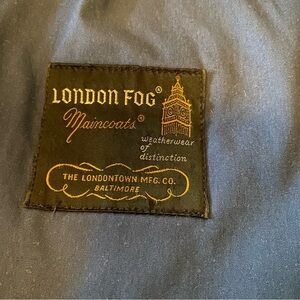 LONDON FOG®
Maincoats®
weatherwear
of
distinction
THE LONDONTOWN MFG. CO.
BALTIMORE